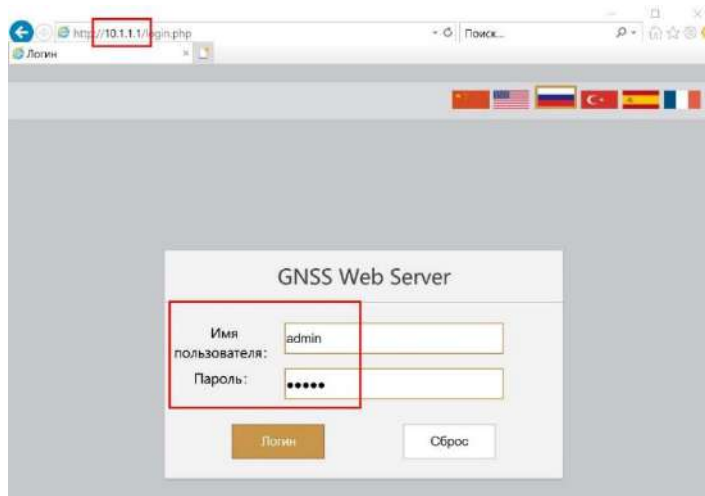 http://10.1.1.1/login.php
Поиск...
Логин
GNSS Web Server
Имя
пользователя:
admin
Пароль:
•••••
Логин
Сброс